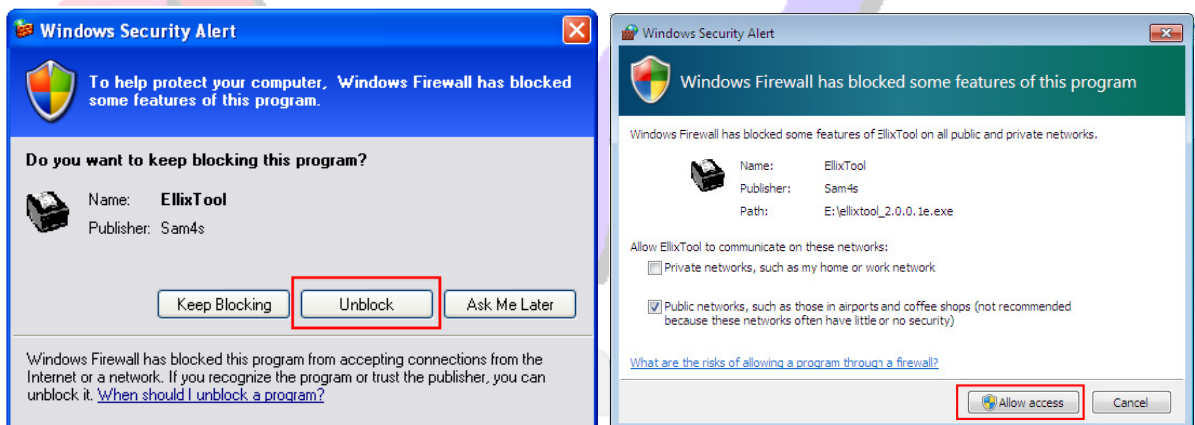 Windows Security Alert
To help protect your computer, Windows Firewall has blocked
some features of this program.
Do you want to keep blocking this program?
Name: EllixTool
Publisher: Sam4s
Keep Blocking
Unblock
Ask Me Later
Windows Firewall has blocked this program from accepting connections from the
Internet or a network. If you recognize the program or trust the publisher, you can
unblock it. When should I unblock a program?
Windows Security Alert
Windows Firewall has blocked some features of this program
Windows Firewall has blocked some features of EllixTool on all public and private networks.
Name: EllixTool
Publisher: Sam4s
Path: E:\ellixtool_2.0.0.1e.exe
Allow EllixTool to communicate on these networks:
Private networks, such as my home or work network
Public networks, such as those in airports and coffee shops (not recommended
because these networks often have little or no security)
What are the risks of allowing a program through a firewall?
Allow access
Cancel